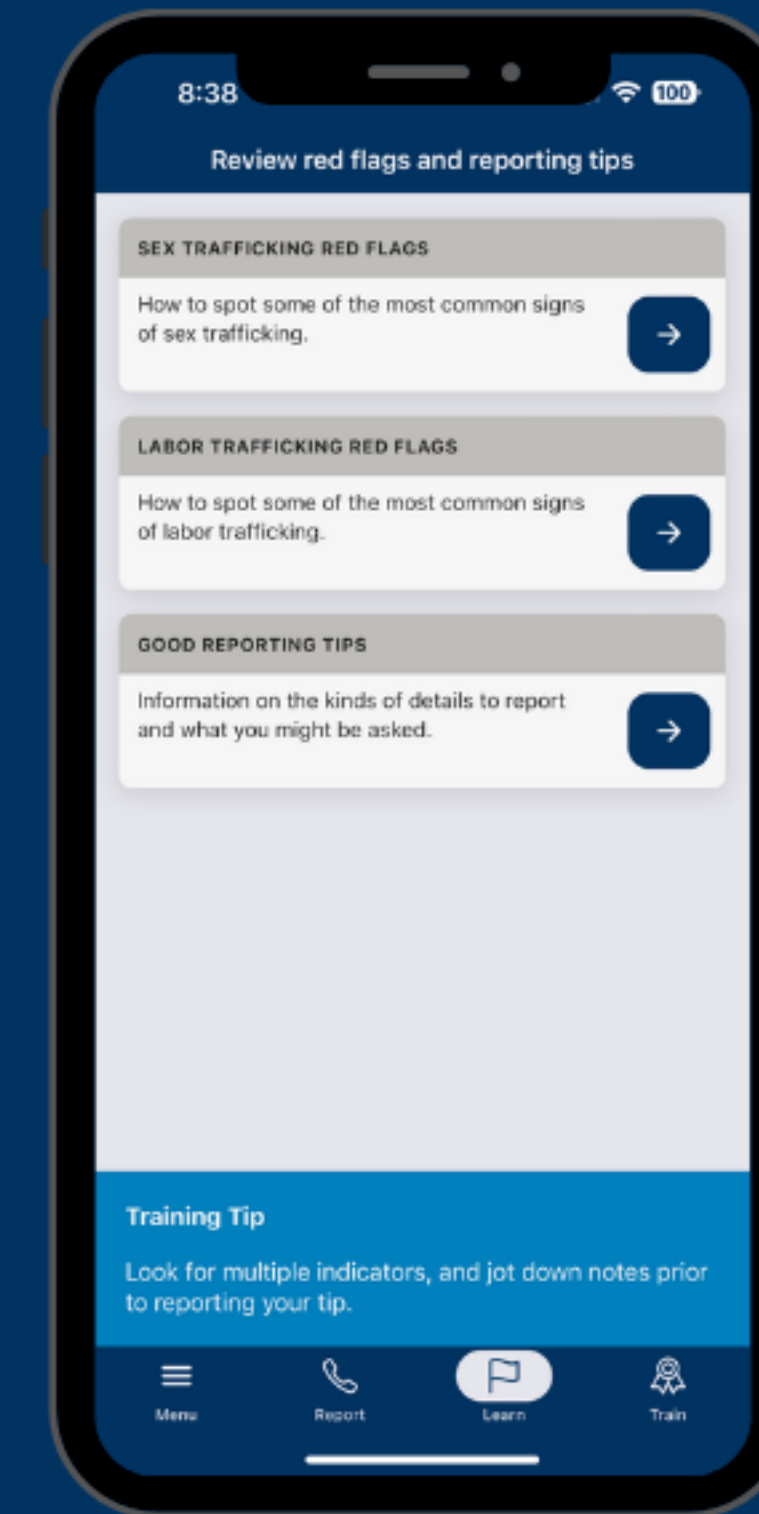 8:38
100
Review red flags and reporting tips
SEX TRAFFICKING RED FLAGS
How to spot some of the most common signs
of sex trafficking.
LABOR TRAFFICKING RED FLAGS
How to spot some of the most common signs
of labor trafficking.
GOOD REPORTING TIPS
Information on the kinds of details to report
and what you might be asked.
Training Tip
Look for multiple indicators, and jot down notes prior
to reporting your tip.
Menu
Report
Learn
Train